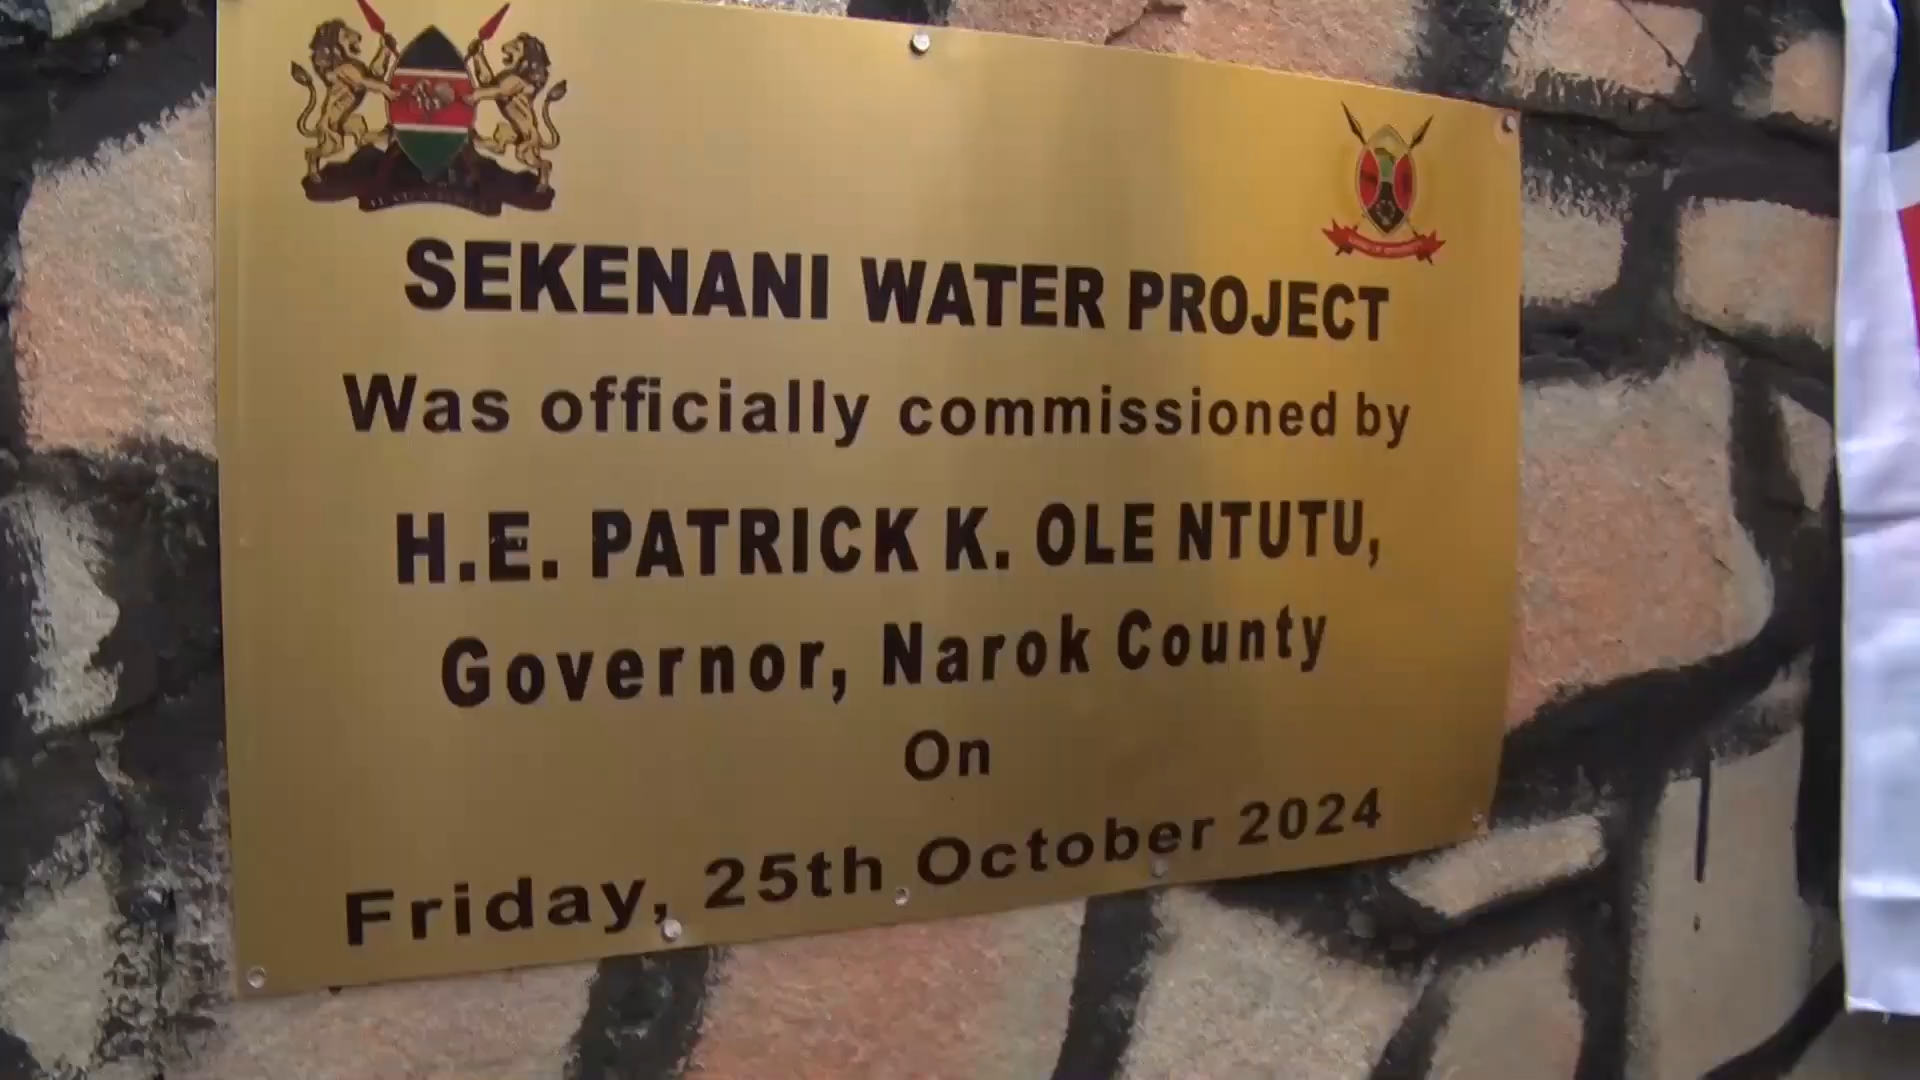 SEKENANI WATER PROJECT
Was officially commissioned by
H.E. PATRICK K. OLE NTUTU,
Governor, Narok County
On
Friday, 25th October 2024